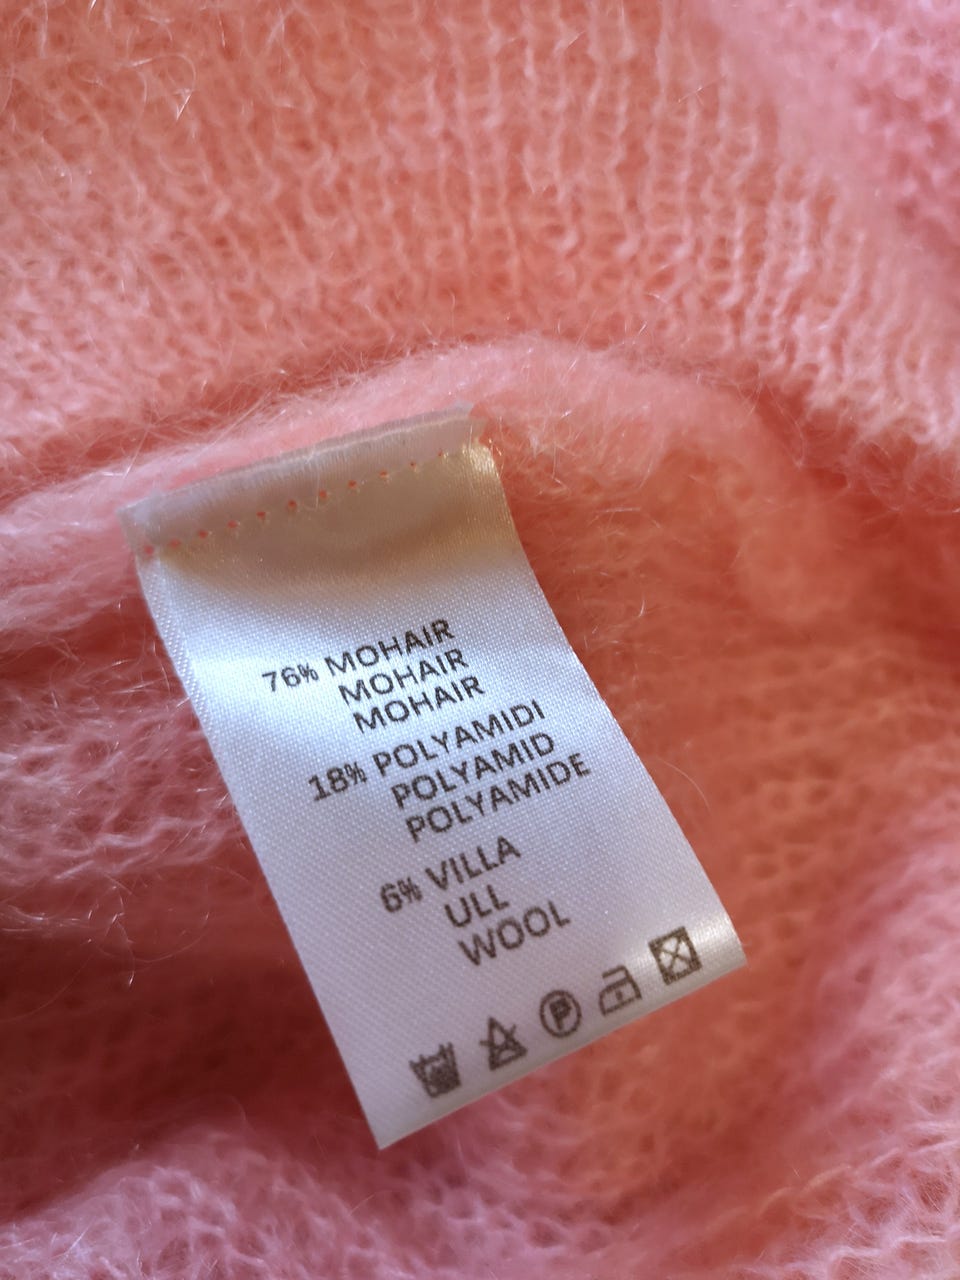 76% MOHAIR
MOHAIR
MOHAIR
18% POLYAMIDI
POLYAMID
POLYAMIDE
6% VILLA
ULL
WOOL
P